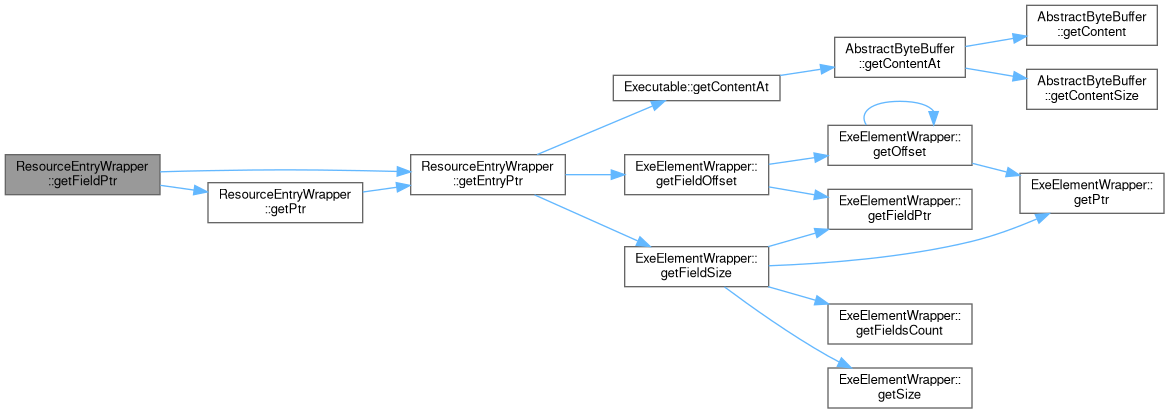 ResourceEntryWrapper
::getFieldPtr
ResourceEntryWrapper
::getPtr
ResourceEntryWrapper
::getEntryPtr
Executable::getContentAt
AbstractByteBuffer
::getContentAt
AbstractByteBuffer
::getContent
AbstractByteBuffer
::getContentSize
ExeElementWrapper::
getFieldOffset
ExeElementWrapper::
getOffset
ExeElementWrapper::
getFieldPtr
ExeElementWrapper::
getPtr
ExeElementWrapper::
getFieldSize
ExeElementWrapper::
getFieldsCount
ExeElementWrapper::
getSize